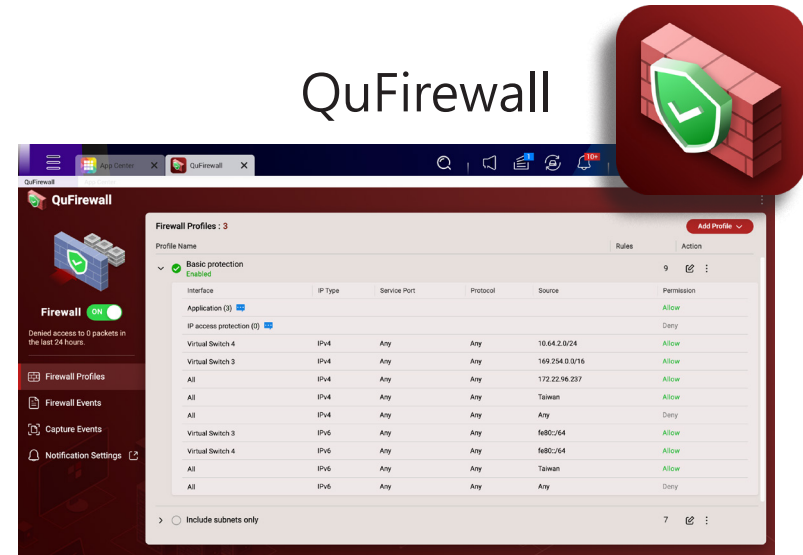 QuFirewall
App Center
QuFirewall
1
10+
QuFirewall
QuFirewall
Firewall ON
Denied access to 0 packets in
the last 24 hours.
Firewall Profiles
Firewall Events
Capture Events
Notification Settings
Firewall Profiles : 3
Add Profile
Profile Name Rules Action
Basic protection 9
Enabled
Interface IP Type Service Port Protocol Source Permission
Application (3) Allow
IP access protection (0) Deny
Virtual Switch 4 IPv4 Any Any 10.64.2.0/24 Allow
Virtual Switch 3 IPv4 Any Any 169.254.0.0/16 Allow
All IPv4 Any Any 172.22.96.237 Allow
All IPv4 Any Any Taiwan Allow
All IPv4 Any Any Any Deny
Virtual Switch 3 IPv6 Any Any fe80::/64 Allow
Virtual Switch 4 IPv6 Any Any fe80::/64 Allow
All IPv6 Any Any Taiwan Allow
All IPv6 Any Any Any Deny
Include subnets only 7